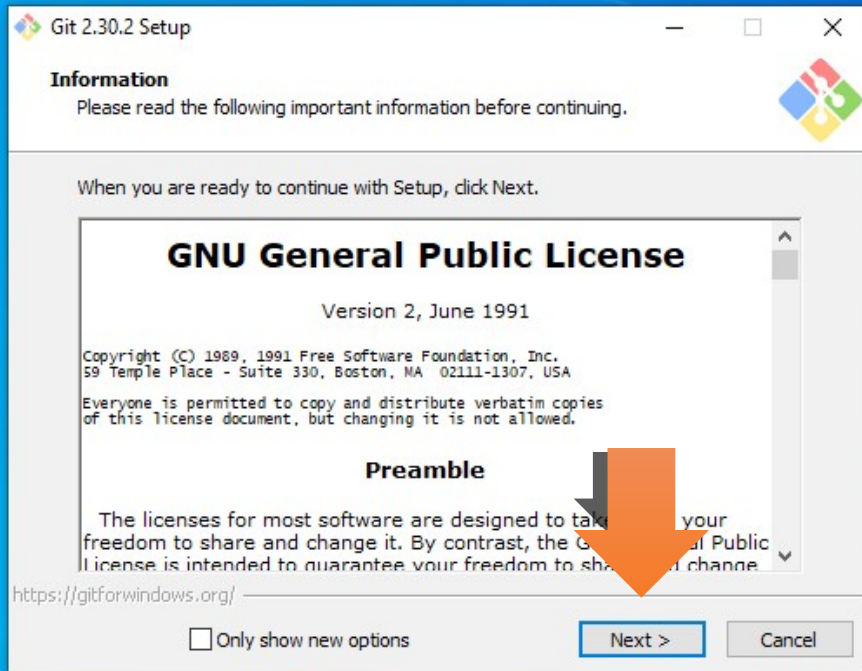 Git 2.30.2 Setup
Information
Please read the following important information before continuing.
When you are ready to continue with Setup, click Next.
GNU General Public License
Version 2, June 1991
Copyright (C) 1989, 1991 Free Software Foundation, Inc.
59 Temple Place - Suite 330, Boston, MA  02111-1307, USA
Everyone is permitted to copy and distribute verbatim copies
of this license document, but changing it is not allowed.
Preamble
The licenses for most software are designed to take your
freedom to share and change it. By contrast, the Public
License is intended to guarantee your freedom to change
https://gitforwindows.org/
Only show new options
Next >
Cancel